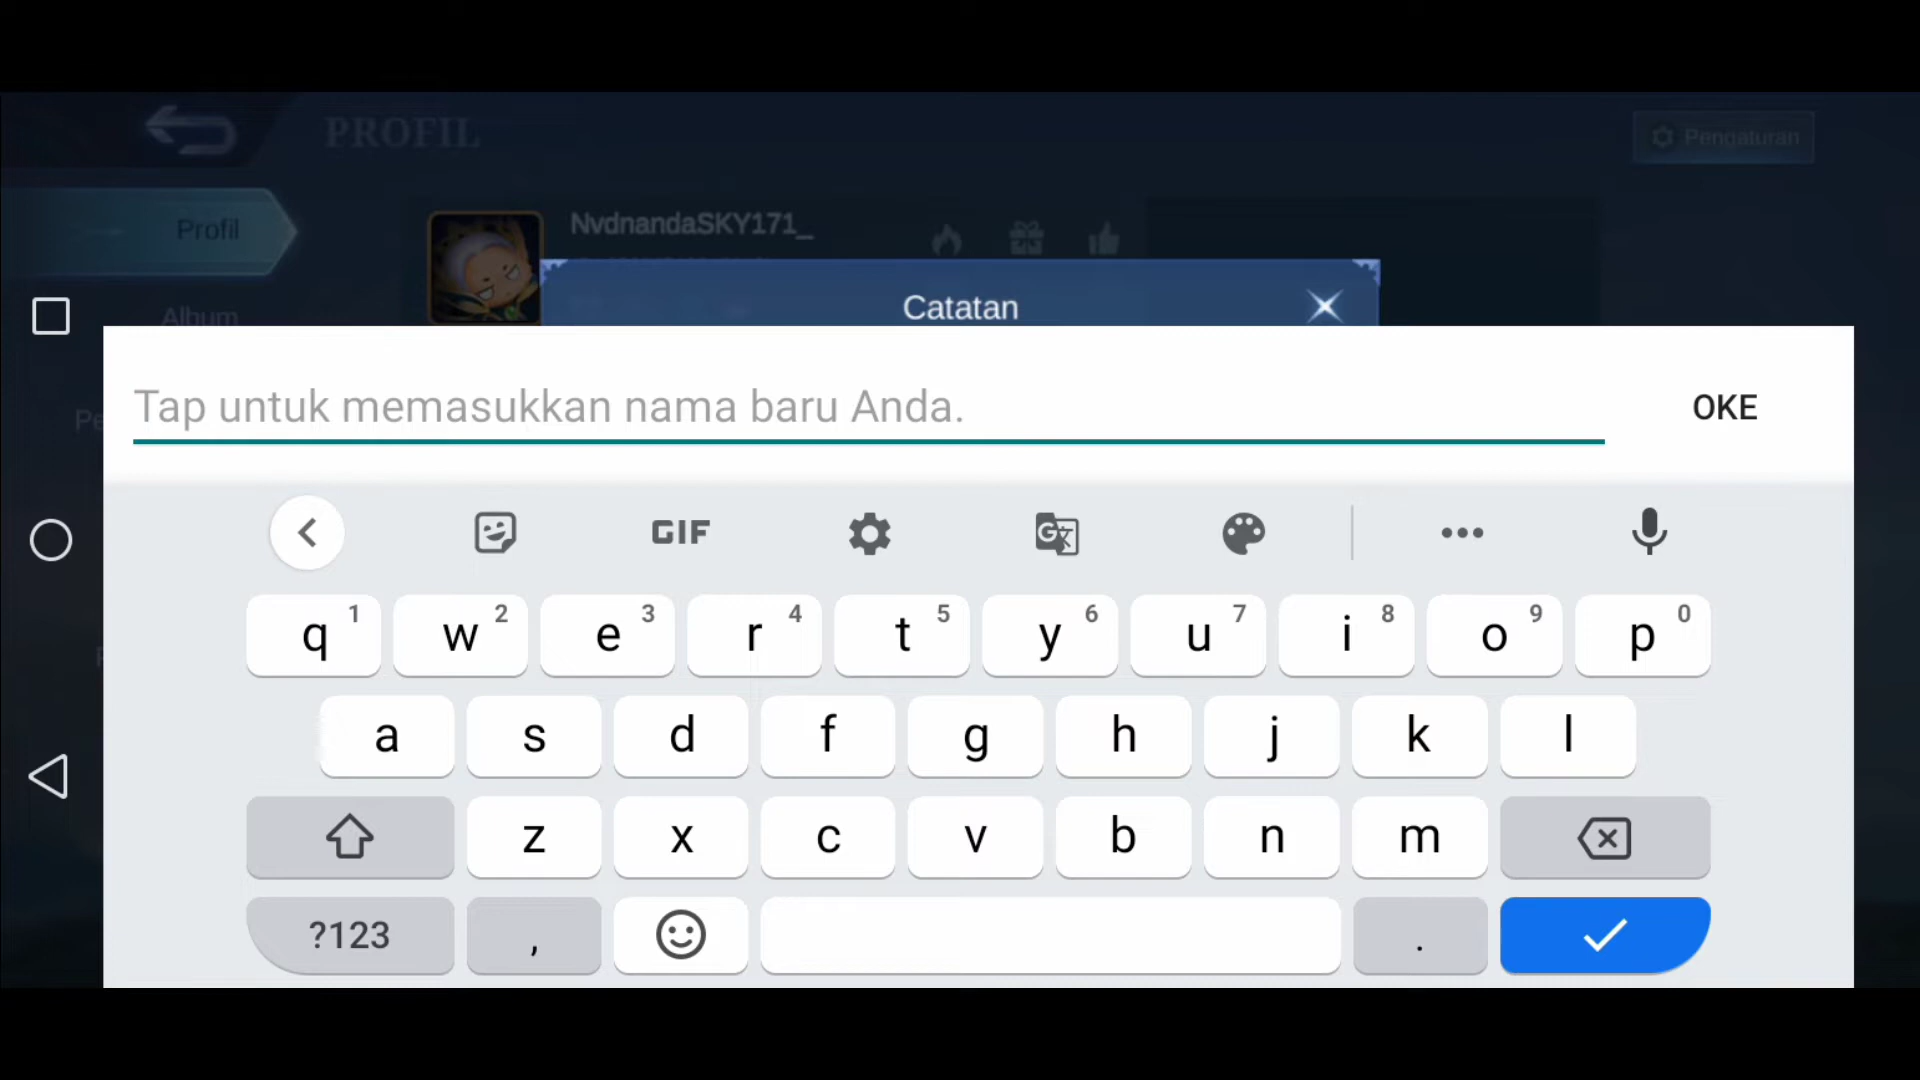 PROFIL
Pengaturan
Profil
NvdnandaSKY171_
Album
Catatan
Tap untuk memasukkan nama baru Anda.
OKE
GIF
G
q 1 w 2 e 3 r 4 t 5 y 6 u 7 i 8 o 9 p 0
a s d f g h j k l
z x c v b n m
?123 , .